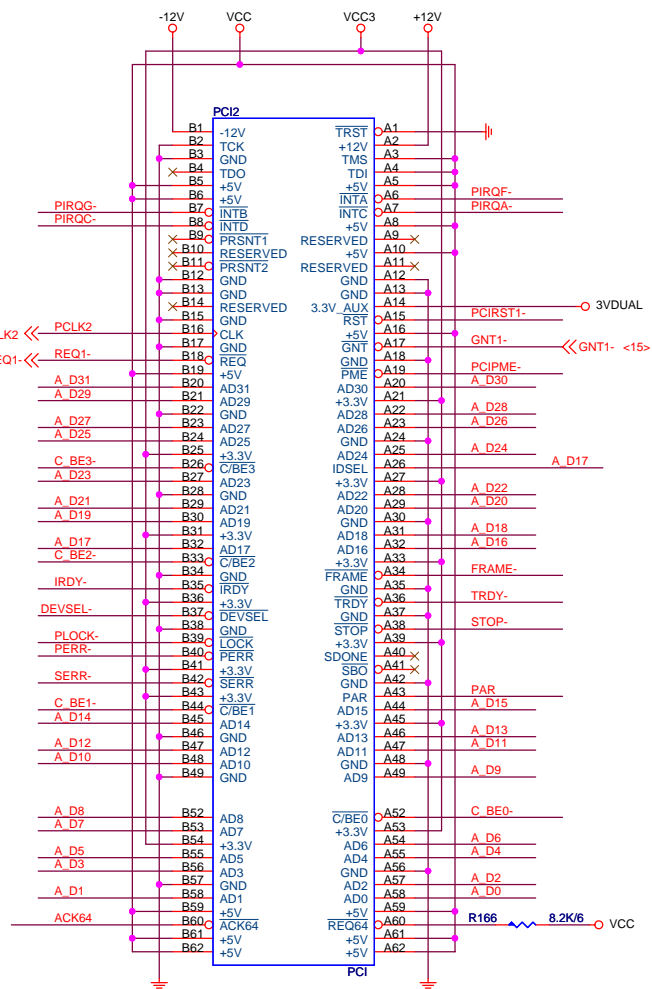 -12V VCC VCC3 +12V
PCI2
B1 -12V TRST A1
B2 TCK +12V A2
B3 GND TMS A3
B4 TDO TDI A4
B5 +5V +5V A5
B6 +5V INTA A6 PIRQF-
PIRQG- B7 INTB INTC A7 PIRQA-
PIRQC- B8 INTD +5V A8
B9 PRSNT1 RESERVED A9
B10 RESERVED +5V A10
B11 PRSNT2 RESERVED A11
B12 GND GND A12
B13 GND GND A13
B14 RESERVED 3.3V_AUX A14 3VDUAL
B15 GND RST A15 PCIRST1-
LK2 PCLK2 B16 CLK +5V A16
B17 GND GNT A17 GNT1- GNT1- <15>
EQ1- REQ1- B18 REQ GND A18
B19 +5V PME A19 PCIPME-
A_D31 B20 AD31 AD30 A20 A_D30
A_D29 B21 AD29 +3.3V A21
B22 GND AD28 A22 A_D28
A_D27 B23 AD27 AD26 A23 A_D26
A_D25 B24 AD25 GND A24
B25 +3.3V AD24 A25 A_D24
C_BE3- B26 C/BE3 IDSEL A26 A_D17
A_D23 B27 AD23 +3.3V A27
B28 GND AD22 A28 A_D22
A_D21 B29 AD21 AD20 A29 A_D20
A_D19 B30 AD19 GND A30
B31 +3.3V AD18 A31 A_D18
A_D17 B32 AD17 AD16 A32 A_D16
C_BE2- B33 C/BE2 +3.3V A33
B34 GND FRAME A34 FRAME-
IRDY- B35 IRDY GND A35
B36 +3.3V TRDY A36 TRDY-
DEVSEL- B37 DEVSEL GND A37
B38 GND STOP A38 STOP-
PLOCK- B39 LOCK +3.3V A39
PERR- B40 PERR SDONE A40
B41 +3.3V SBO A41
SERR- B42 SERR GND A42
B43 +3.3V PAR A43 PAR
C_BE1- B44 C/BE1 AD15 A44 A_D15
A_D14 B45 AD14 +3.3V A45
B46 GND AD13 A46 A_D13
A_D12 B47 AD12 AD11 A47 A_D11
A_D10 B48 AD10 GND A48
B49 GND AD9 A49 A_D9
A_D8 B52 AD8 C/BE0 A52 C_BE0-
A_D7 B53 AD7 +3.3V A53
B54 +3.3V AD6 A54 A_D6
A_D5 B55 AD5 AD4 A55 A_D4
A_D3 B56 AD3 GND A56
B57 GND AD2 A57 A_D2
A_D1 B58 AD1 AD0 A58 A_D0
B59 +5V +5V A59
ACK64 B60 ACK64 REQ64 A60 R166 8.2K/6 VCC
B61 +5V +5V A61
B62 +5V +5V A62
PCI